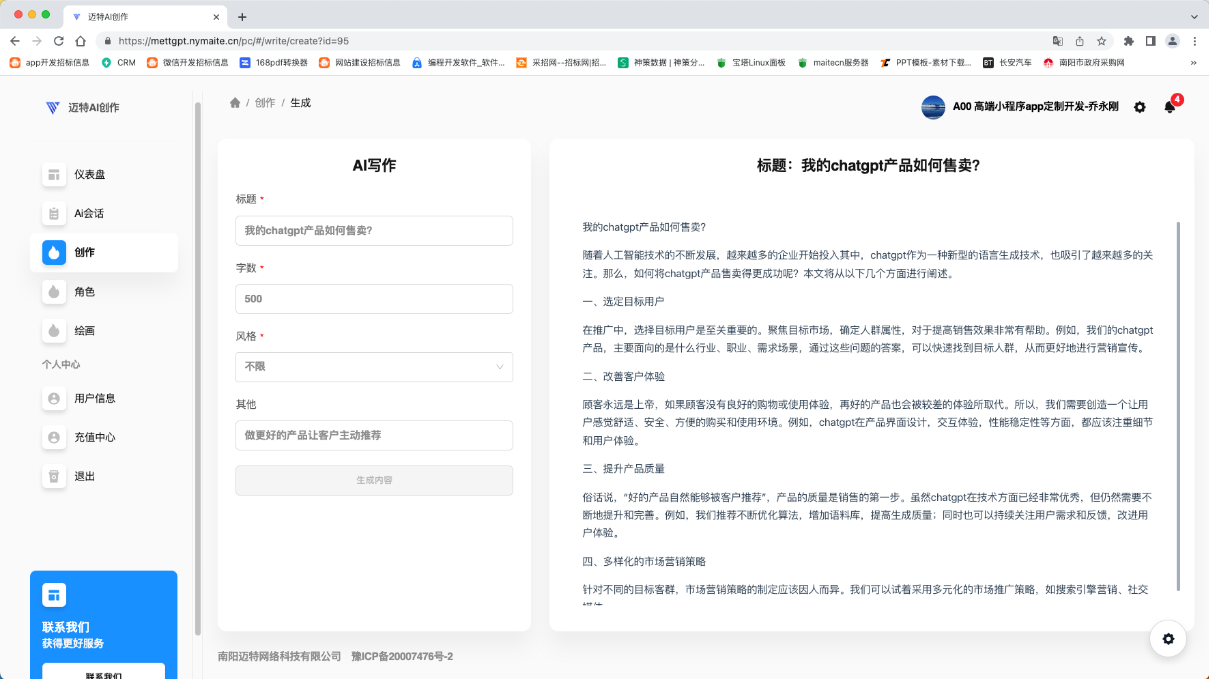 迈特AI创作
https://mettgpt.nymaite.cn/pc/#/write/create?id=95
app开发招标信息
CRM
微信开发招标信息
168pdf转换器
网站建设招标信息
编程开发软件_软件...
采招网--招标网|招...
神策数据 | 神策分...
宝塔Linux面板
maitecn服务器
PPT模板-素材下载...
BT
长安汽车
南阳市政府采购网
迈特AI创作
创作 / 生成
A00 高端小程序app定制开发-乔永刚
4
仪表盘
Ai会话
创作
角色
绘画
个人中心
用户信息
充值中心
退出
联系我们
获得更好服务
联系我们
AI写作
标题 *
我的chatgpt产品如何售卖?
字数 *
500
风格 *
不限
其他
做更好的产品让客户主动推荐
生成内容
标题：我的chatgpt产品如何售卖?
我的chatgpt产品如何售卖?
随着人工智能技术的不断发展，越来越多的企业开始投入其中，chatgpt作为一种新型的语言生成技术，也吸引了越来越多的关
注。那么，如何将chatgpt产品售卖得更成功呢？本文将从以下几个方面进行阐述。
一、选定目标用户
在推广中，选择目标用户是至关重要的。聚焦目标市场，确定人群属性，对于提高销售效果非常有帮助。例如，我们的chatgpt
产品，主要面向的是什么行业、职业、需求场景，通过这些问题的答案，可以快速找到目标人群，从而更好地进行营销宣传。
二、改善客户体验
顾客永远是上帝，如果顾客没有良好的购物或使用体验，再好的产品也会被较差的体验所取代。所以，我们需要创造一个让用
户感觉舒适、安全、方便的购买和使用环境。例如，chatgpt在产品界面设计，交互体验，性能稳定性等方面，都应该注重细节
和用户体验。
三、提升产品质量
俗话说，“好的产品自然能够被客户推荐”，产品的质量是销售的第一步。虽然chatgpt在技术方面已经非常优秀，但仍然需要不
断地提升和完善。例如，我们推荐不断优化算法，增加语料库，提高生成质量；同时也可以持续关注用户需求和反馈，改进用
户体验。
四、多样化的市场营销策略
针对不同的目标客群，市场营销策略的制定应该因人而异。我们可以试着采用多元化的市场推广策略，如搜索引擎营销、社交
南阳迈特网络科技有限公司 豫ICP备20007476号-2